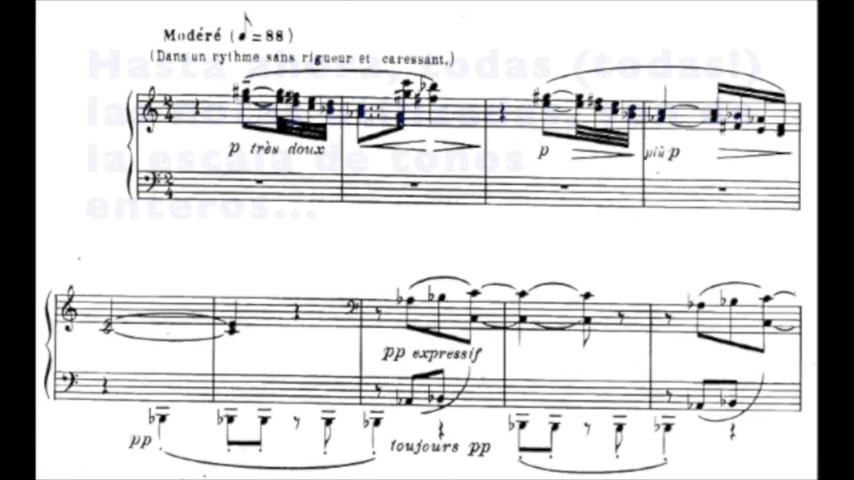 Modéré (♪=88)
(Dans un rythme sans rigueur et caressant.)
Hasta ahora, todas (todas!)
la
p très doux
p
più p
la escala de tonos
enteros...
pp expressif
pp
toujours pp